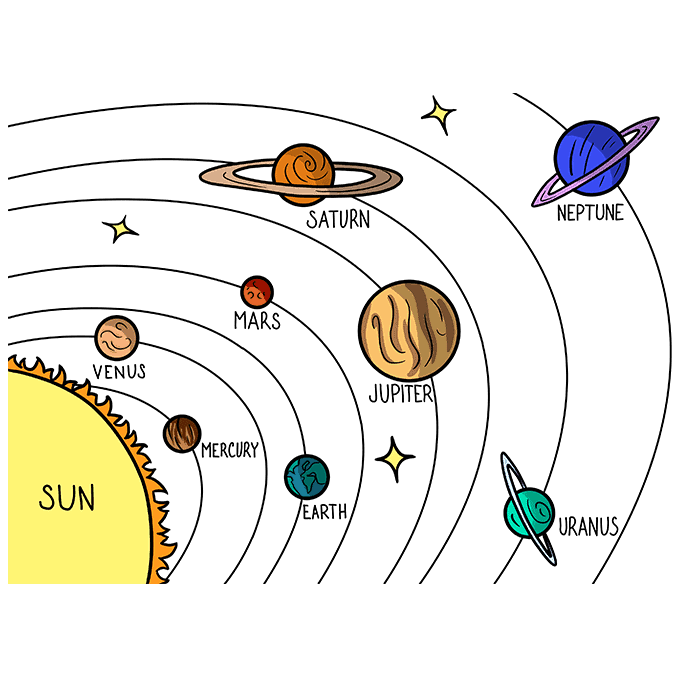 SATURN
NEPTUNE
MARS
VENUS
JUPITER
MERCURY
SUN
EARTH
URANUS